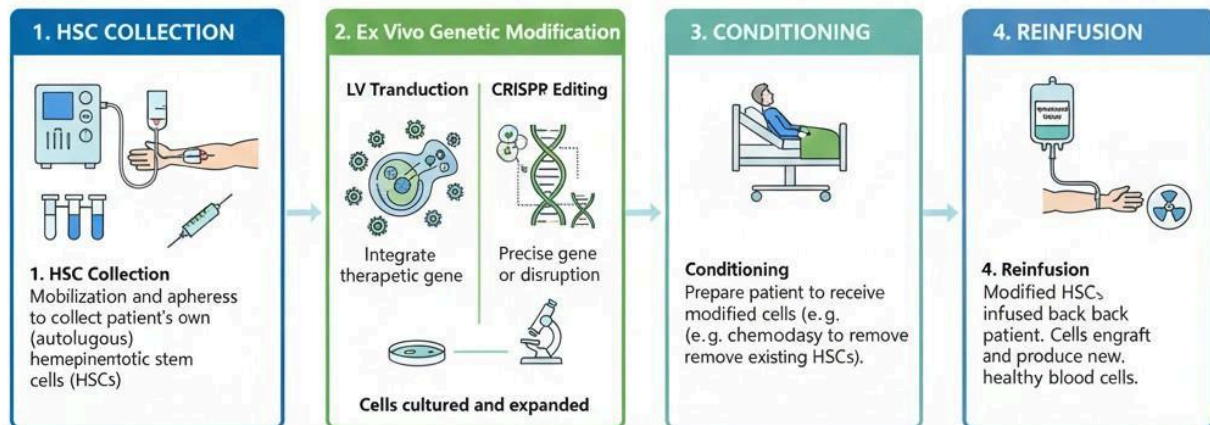 1. HSC COLLECTION
1. HSC Collection
Mobilization and apheress
to collect patient's own
(autologous)
hemepinemtotic stem
cells (HSCs)
2. Ex Vivo Genetic Modification
LV Tranduction
CRISPR Editing
Integrate
therapetic gene
Precise gene
or disruption
Cells cultured and expanded
3. CONDITIONING
Conditioning
Prepare patient to receive
modified cells (e.g.
(e.g. chemodasy to remove
remove existing HSCs).
4. REINFUSION
4. Reinfusion
Modified HSCs
infused back back
patient. Cells engraft
and produce new.
healthy blood cells.